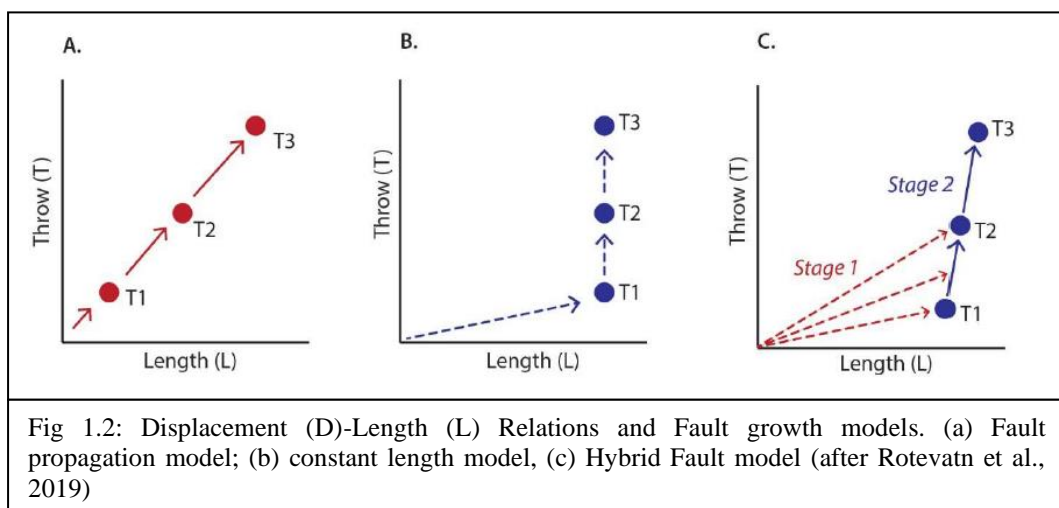 A.
Throw (T)
T1
T2
T3
Length (L)
B.
Throw (T)
T1
T2
T3
Length (L)
C.
Throw (T)
Stage 1
Stage 2
T1
T2
T3
Length (L)
Fig 1.2: Displacement (D)-Length (L) Relations and Fault growth models. (a) Fault
propagation model; (b) constant length model, (c) Hybrid Fault model (after Rotevatn et al.,
2019)